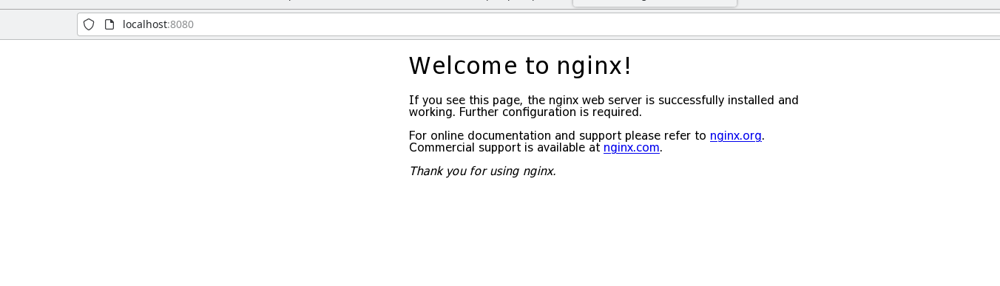 localhost:8080
Welcome to nginx!
If you see this page, the nginx web server is successfully installed and
working. Further configuration is required.
For online documentation and support please refer to nginx.org.
Commercial support is available at nginx.com.
Thank you for using nginx.